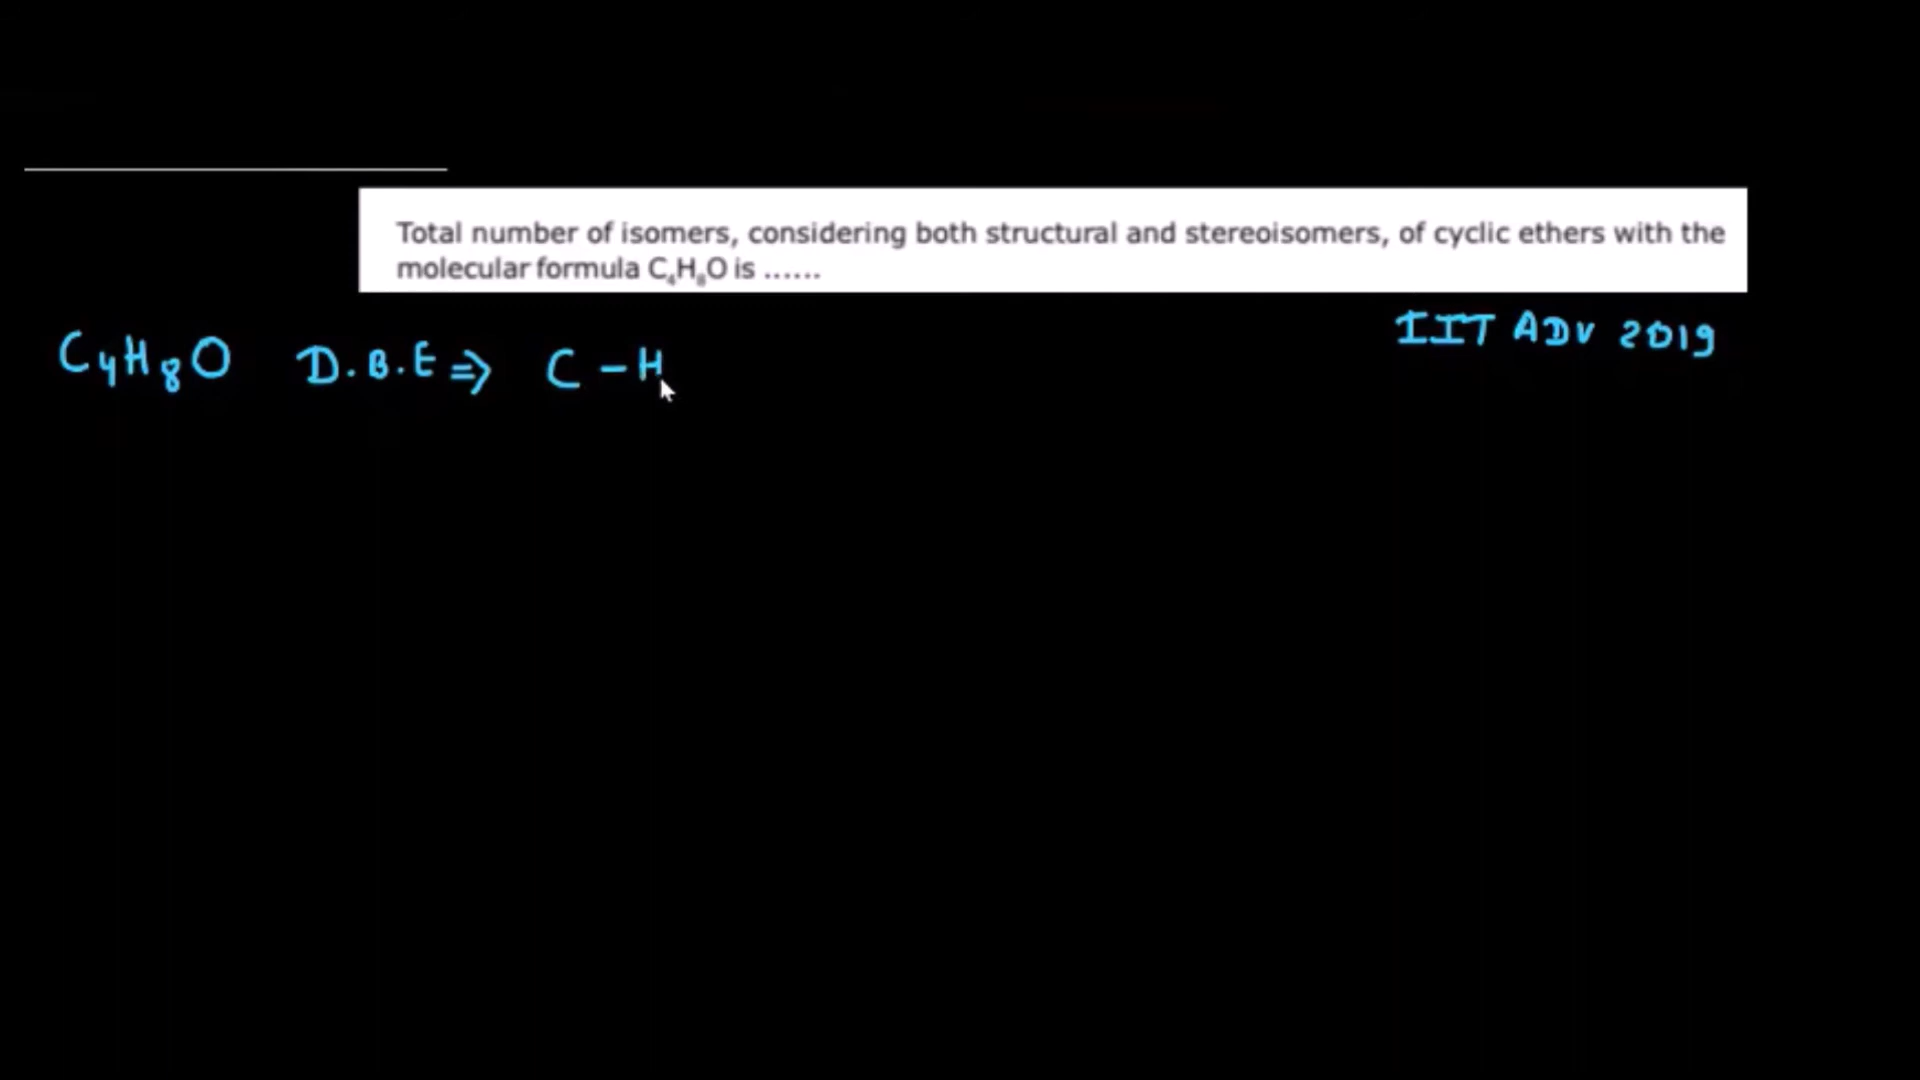 Total number of isomers, considering both structural and stereoisomers, of cyclic ethers with the
molecular formula C₄H₈O is ......
IIT ADV 2019
C₄H₈O D.B.E ⇒ C - H